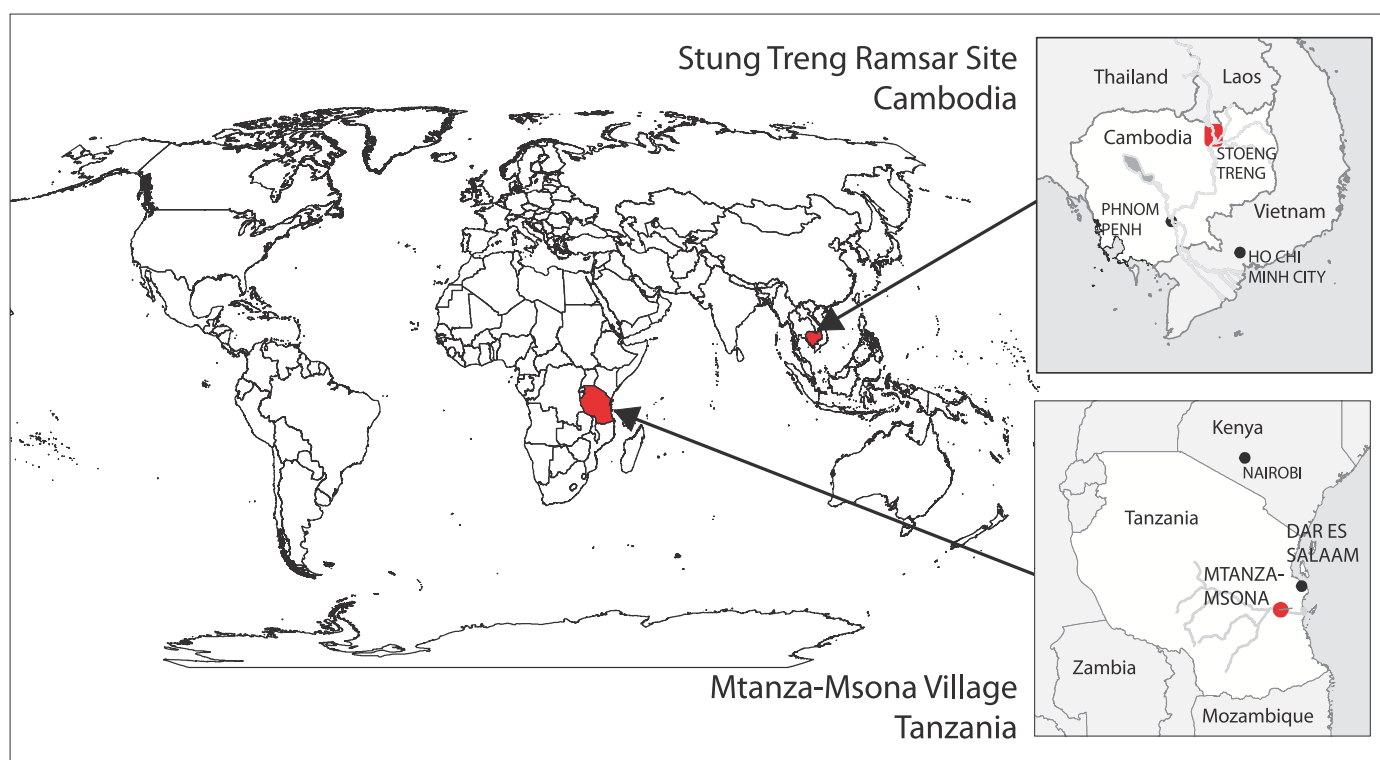 Stung Treng Ramsar Site
Cambodia
Thailand
Laos
Cambodia
STOENG
TRENG
PHNOM
PENH
Vietnam
HO CHI
MINH CITY
Kenya
NAIROBI
Tanzania
DAR ES
SALAAM
MTANZA-
MSONA
Zambia
Mozambique
Mtanza-Msona Village
Tanzania